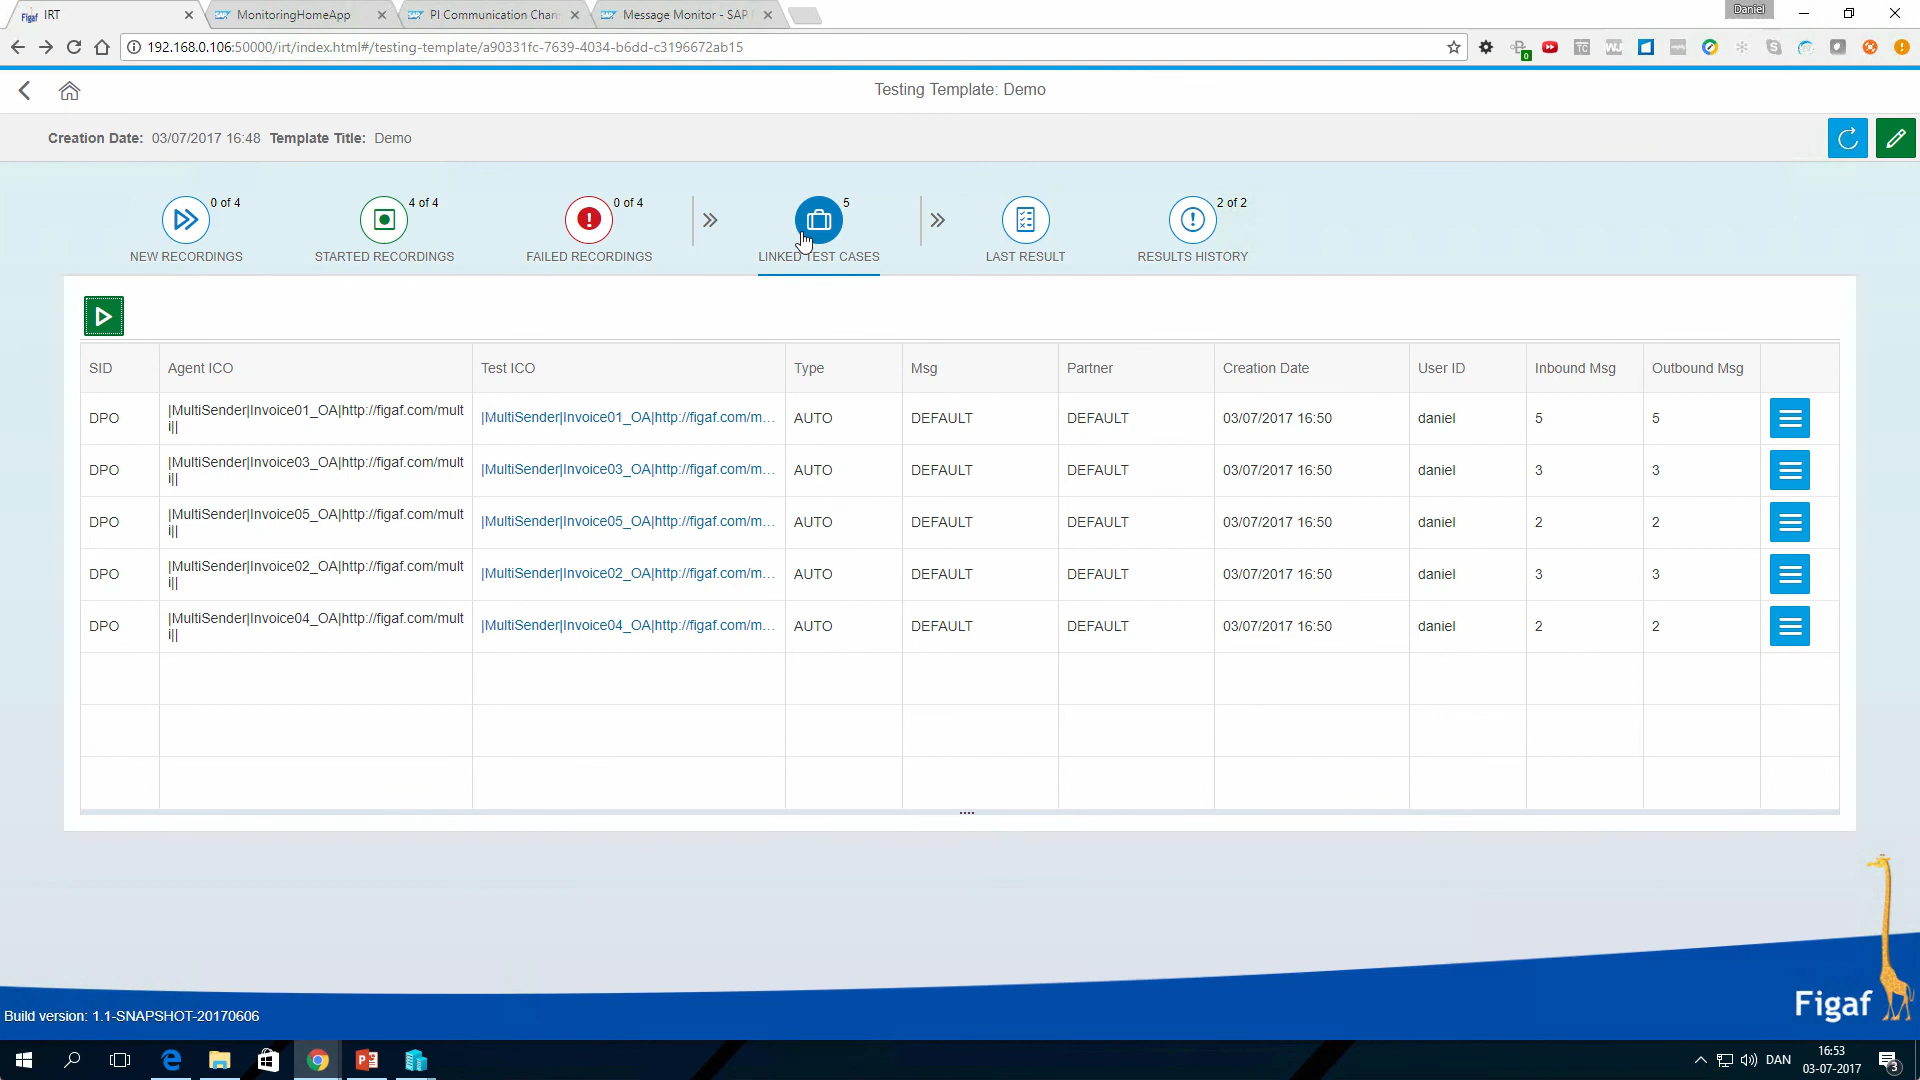 IRT
MonitoringHomeApp
PI Communication Chan
Message Monitor - SAP
Daniel
192.168.0.106:50000/irt/index.html#/testing-template/a90331fc-7639-4034-b6dd-c3196672ab15
Testing Template: Demo
Creation Date: 03/07/2017 16:48 Template Title: Demo
0 of 4
4 of 4
0 of 4
5
2 of 2
NEW RECORDINGS
STARTED RECORDINGS
FAILED RECORDINGS
LINKED TEST CASES
LAST RESULT
RESULTS HISTORY
SID Agent ICO Test ICO Type Msg Partner Creation Date User ID Inbound Msg Outbound Msg
DPO |MultiSender|Invoice01_OA|http://figaf.com/mult |MultiSender|Invoice01_OA|http://figaf.com/m... AUTO DEFAULT DEFAULT 03/07/2017 16:50 daniel 5 5
i||
DPO |MultiSender|Invoice03_OA|http://figaf.com/mult |MultiSender|Invoice03_OA|http://figaf.com/m... AUTO DEFAULT DEFAULT 03/07/2017 16:50 daniel 3 3
i||
DPO |MultiSender|Invoice05_OA|http://figaf.com/mult |MultiSender|Invoice05_OA|http://figaf.com/m... AUTO DEFAULT DEFAULT 03/07/2017 16:50 daniel 2 2
i||
DPO |MultiSender|Invoice02_OA|http://figaf.com/mult |MultiSender|Invoice02_OA|http://figaf.com/m... AUTO DEFAULT DEFAULT 03/07/2017 16:50 daniel 3 3
i||
DPO |MultiSender|Invoice04_OA|http://figaf.com/mult |MultiSender|Invoice04_OA|http://figaf.com/m... AUTO DEFAULT DEFAULT 03/07/2017 16:50 daniel 2 2
i||
Figaf
Build version: 1.1-SNAPSHOT-20170606
DAN
16:53
03-07-2017
3